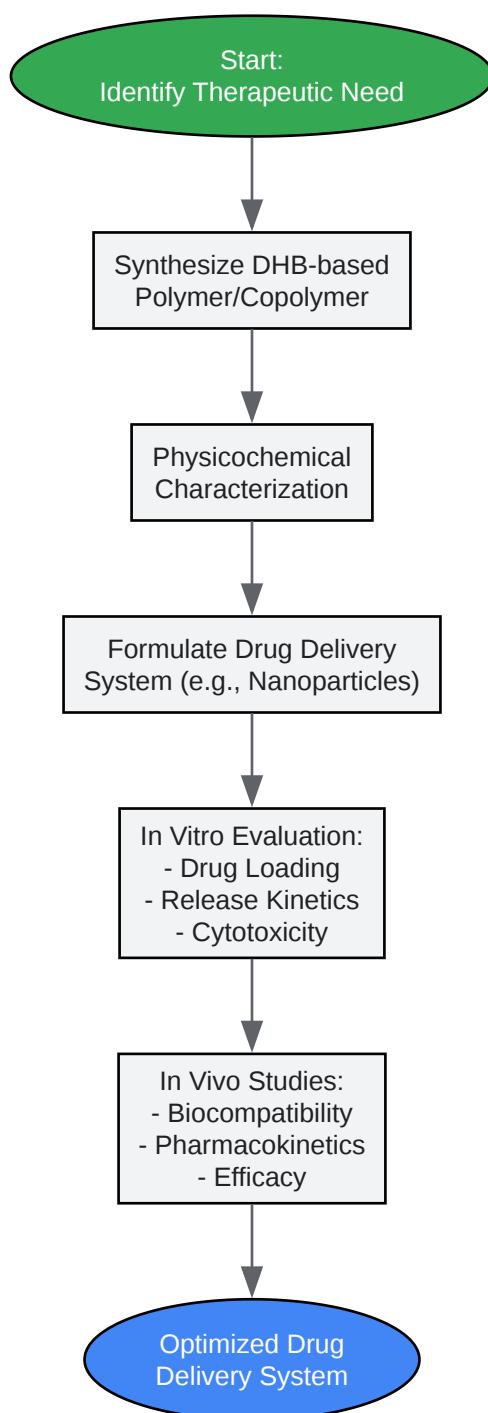 Start:
Identify Therapeutic Need
Synthesize DHB-based
Polymer/Copolymer
Physicochemical
Characterization
Formulate Drug Delivery
System (e.g., Nanoparticles)
In Vitro Evaluation:
- Drug Loading
- Release Kinetics
- Cytotoxicity
In Vivo Studies:
- Biocompatibility
- Pharmacokinetics
- Efficacy
Optimized Drug
Delivery System